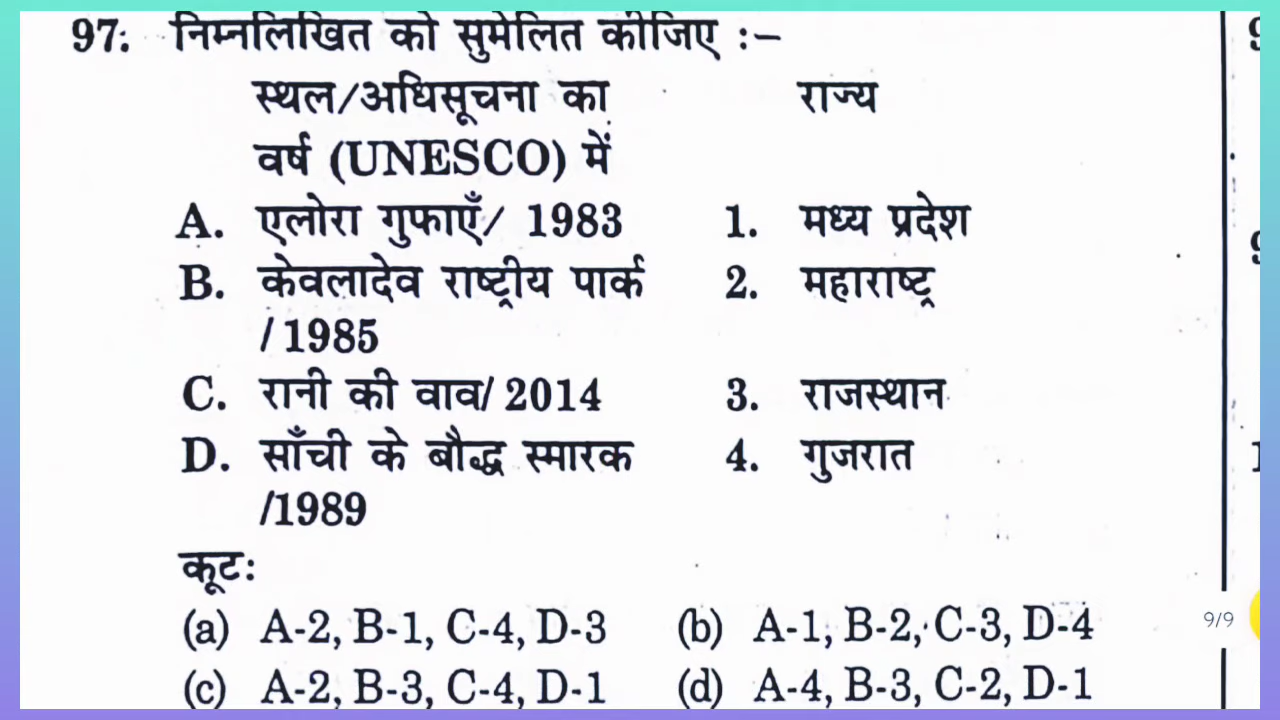 97. निम्नलिखित को सुमेलित कीजिए :–
स्थल/अधिसूचना का राज्य
वर्ष (UNESCO) में
A. एलोरा गुफाएँ/ 1983 1. मध्य प्रदेश
B. केवलादेव राष्ट्रीय पार्क 2. महाराष्ट्र
/1985
C. रानी की वाव/ 2014 3. राजस्थान
D. साँची के बौद्ध स्मारक 4. गुजरात
/1989
कूटः
(a) A-2, B-1, C-4, D-3 (b) A-1, B-2, C-3, D-4
9/9
(c) A-2, B-3, C-4, D-1 (d) A-4, B-3, C-2, D-1